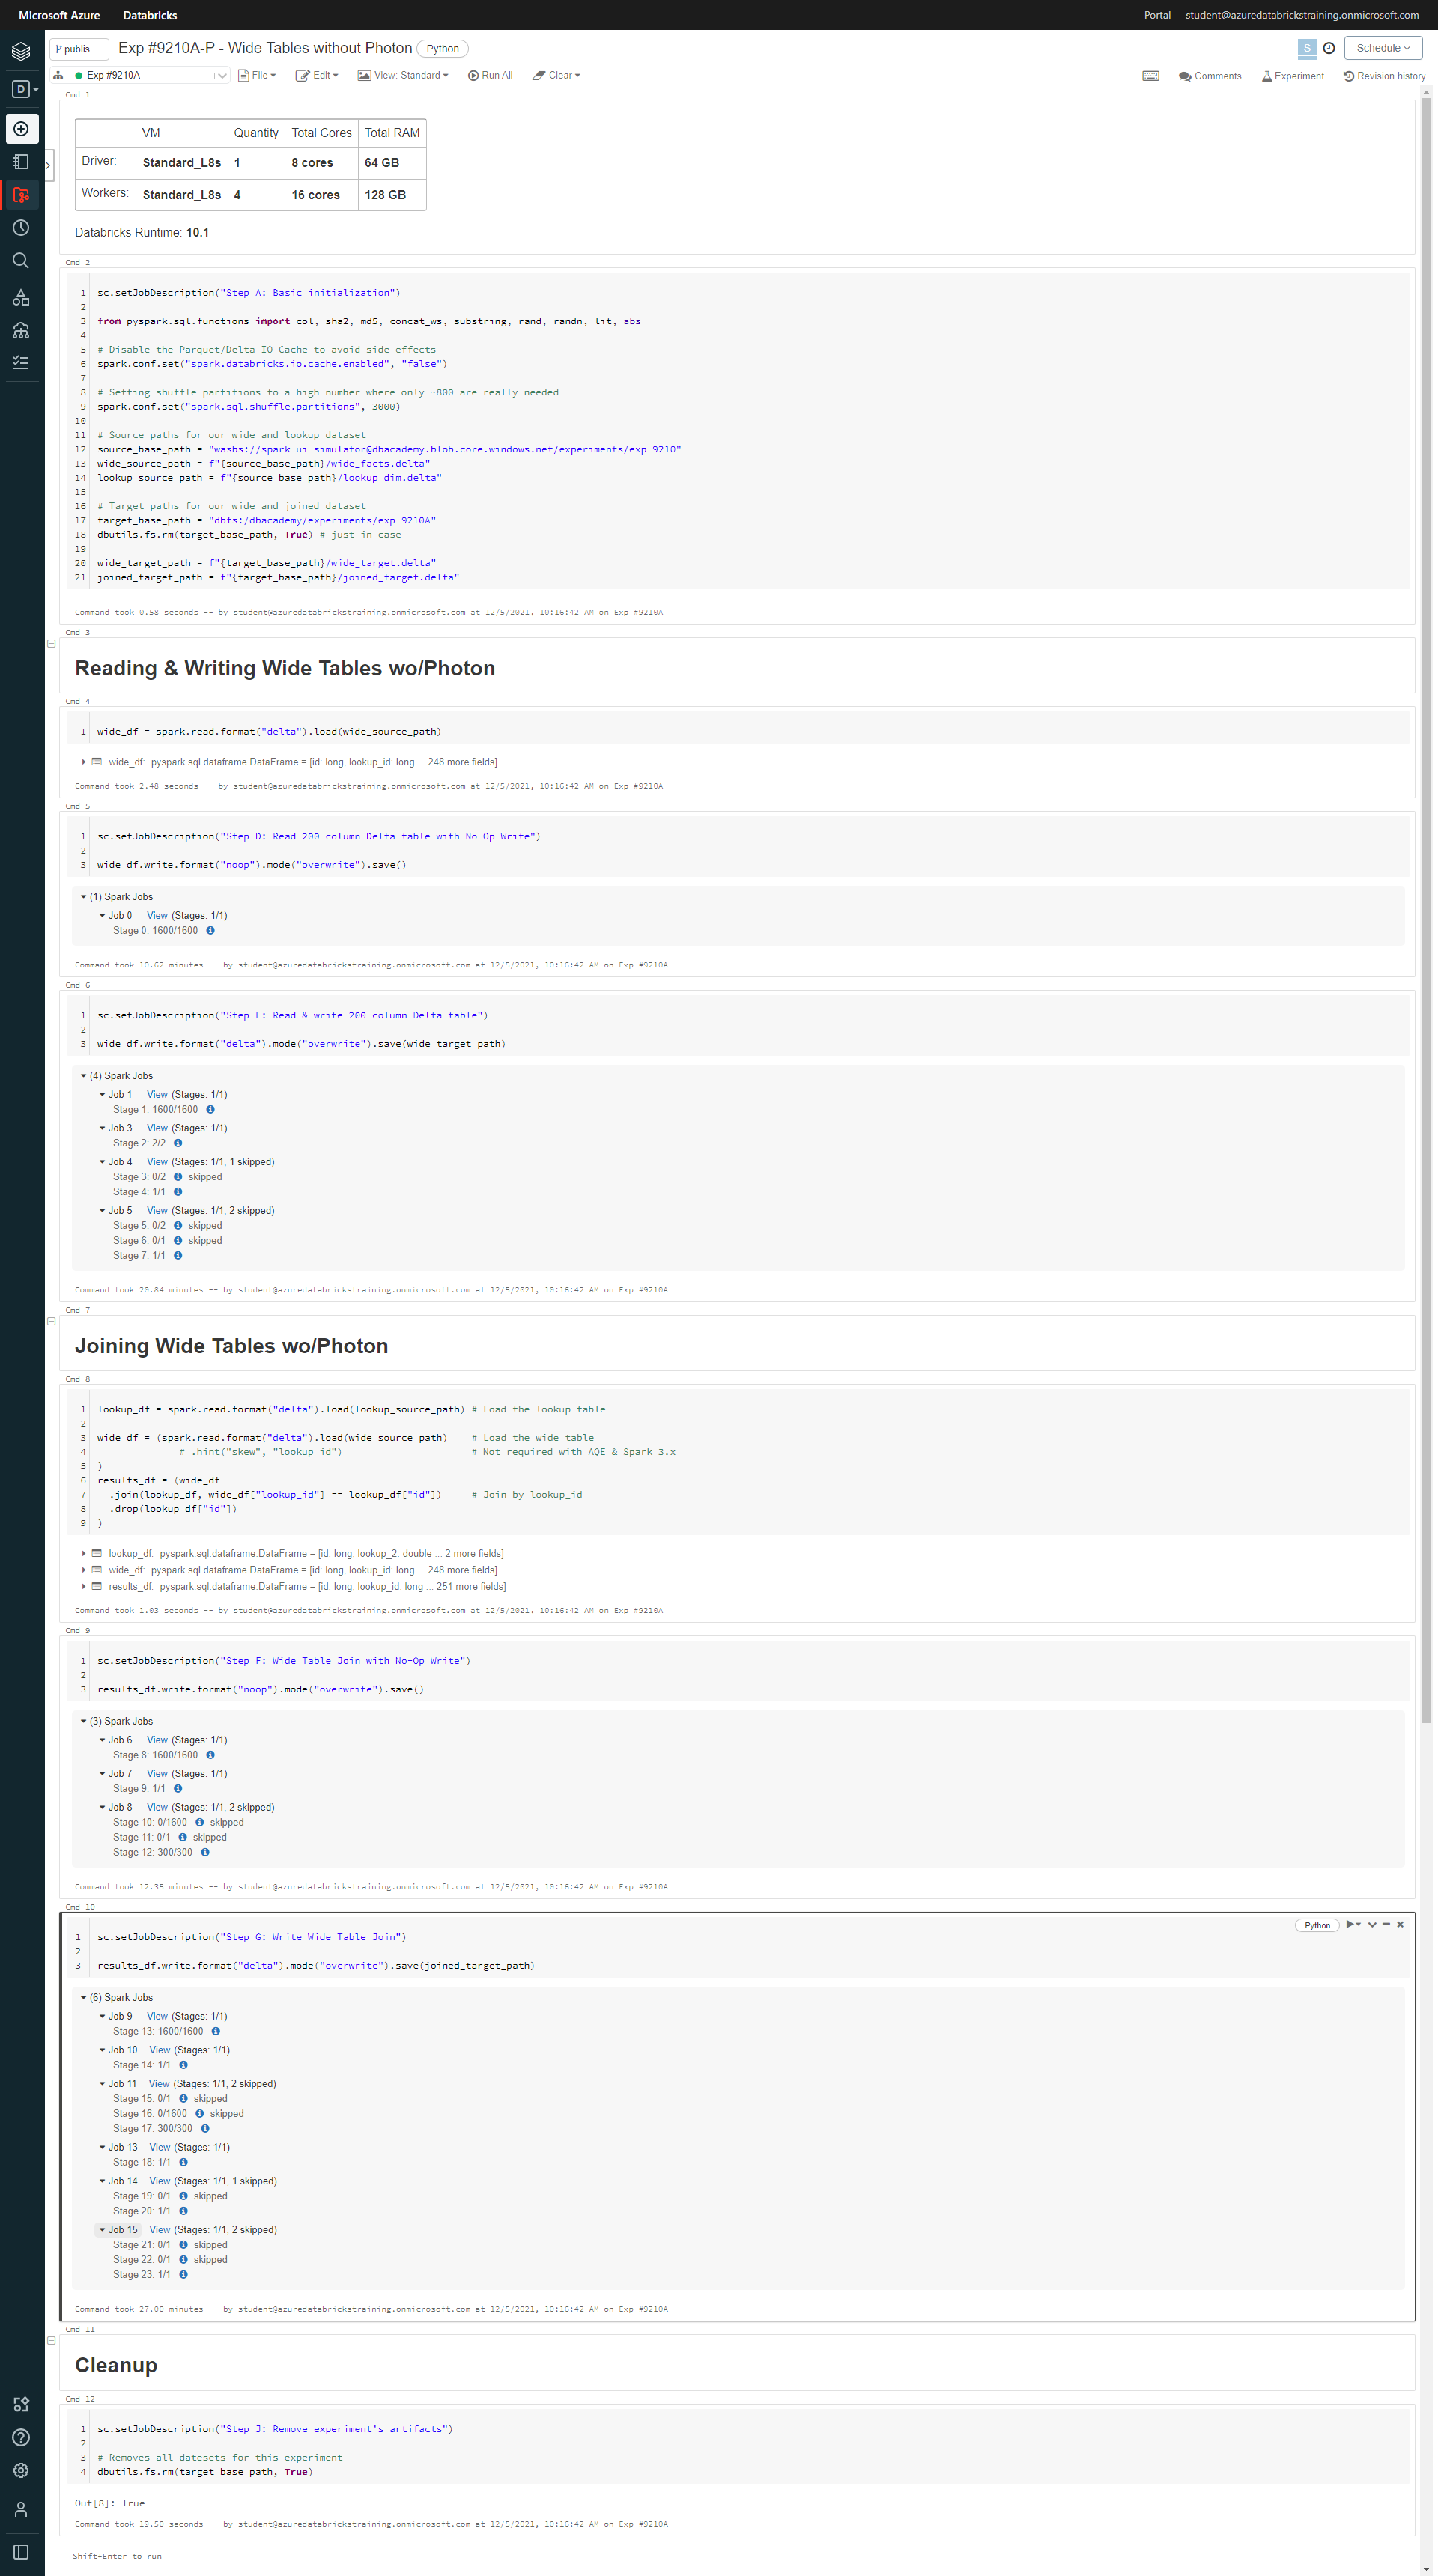 Microsoft Azure | Databricks
Portal student@azuredatabrickstraining.onmicrosoft.com
publis... Exp #9210A-P - Wide Tables without Photon Python
S Schedule
Exp #9210A File Edit View: Standard Run All Clear
Comments Experiment Revision history
D
Cmd 1
VM Quantity Total Cores Total RAM
Driver: Standard_L8s 1 8 cores 64 GB
Workers: Standard_L8s 4 16 cores 128 GB
Databricks Runtime: 10.1
Cmd 2
1 sc.setJobDescription("Step A: Basic initialization")
2
3 from pyspark.sql.functions import col, sha2, md5, concat_ws, substring, rand, randn, lit, abs
4
5 # Disable the Parquet/Delta IO Cache to avoid side effects
6 spark.conf.set("spark.databricks.io.cache.enabled", "false")
7
8 # Setting shuffle partitions to a high number where only ~800 are really needed
9 spark.conf.set("spark.sql.shuffle.partitions", 3000)
10
11 # Source paths for our wide and lookup dataset
12 source_base_path = "wasbs://spark-ui-simulator@dbacademy.blob.core.windows.net/experiments/exp-9210"
13 wide_source_path = f"{source_base_path}/wide_facts.delta"
14 lookup_source_path = f"{source_base_path}/lookup_dim.delta"
15
16 # Target paths for our wide and joined dataset
17 target_base_path = "dbfs:/dbacademy/experiments/exp-9210A"
18 dbutils.fs.rm(target_base_path, True) # just in case
19
20 wide_target_path = f"{target_base_path}/wide_target.delta"
21 joined_target_path = f"{target_base_path}/joined_target.delta"
Command took 0.58 seconds -- by student@azuredatabrickstraining.onmicrosoft.com at 12/5/2021, 10:16:42 AM on Exp #9210A
Cmd 3
Reading & Writing Wide Tables wo/Photon
Cmd 4
1 wide_df = spark.read.format("delta").load(wide_source_path)
wide_df: pyspark.sql.dataframe.DataFrame = [id: long, lookup_id: long ... 248 more fields]
Command took 2.48 seconds -- by student@azuredatabrickstraining.onmicrosoft.com at 12/5/2021, 10:16:42 AM on Exp #9210A
Cmd 5
1 sc.setJobDescription("Step D: Read 200-column Delta table with No-Op Write")
2
3 wide_df.write.format("noop").mode("overwrite").save()
(1) Spark Jobs
Job 0 View (Stages: 1/1)
Stage 0: 1600/1600
Command took 10.62 minutes -- by student@azuredatabrickstraining.onmicrosoft.com at 12/5/2021, 10:16:42 AM on Exp #9210A
Cmd 6
1 sc.setJobDescription("Step E: Read & write 200-column Delta table")
2
3 wide_df.write.format("delta").mode("overwrite").save(wide_target_path)
(4) Spark Jobs
Job 1 View (Stages: 1/1)
Stage 1: 1600/1600
Job 3 View (Stages: 1/1)
Stage 2: 2/2
Job 4 View (Stages: 1/1, 1 skipped)
Stage 3: 0/2 skipped
Stage 4: 1/1
Job 5 View (Stages: 1/1, 2 skipped)
Stage 5: 0/2 skipped
Stage 6: 0/1 skipped
Stage 7: 1/1
Command took 20.84 minutes -- by student@azuredatabrickstraining.onmicrosoft.com at 12/5/2021, 10:16:42 AM on Exp #9210A
Cmd 7
Joining Wide Tables wo/Photon
Cmd 8
1 lookup_df = spark.read.format("delta").load(lookup_source_path) # Load the lookup table
2
3 wide_df = (spark.read.format("delta").load(wide_source_path) # Load the wide table
4 # .hint("skew", "lookup_id") # Not required with AQE & Spark 3.x
5 )
6 results_df = (wide_df
7 .join(lookup_df, wide_df["lookup_id"] == lookup_df["id"]) # Join by lookup_id
8 .drop(lookup_df["id"])
9 )
lookup_df: pyspark.sql.dataframe.DataFrame = [id: long, lookup_2: double ... 2 more fields]
wide_df: pyspark.sql.dataframe.DataFrame = [id: long, lookup_id: long ... 248 more fields]
results_df: pyspark.sql.dataframe.DataFrame = [id: long, lookup_id: long ... 251 more fields]
Command took 1.03 seconds -- by student@azuredatabrickstraining.onmicrosoft.com at 12/5/2021, 10:16:42 AM on Exp #9210A
Cmd 9
1 sc.setJobDescription("Step F: Wide Table Join with No-Op Write")
2
3 results_df.write.format("noop").mode("overwrite").save()
(3) Spark Jobs
Job 6 View (Stages: 1/1)
Stage 8: 1600/1600
Job 7 View (Stages: 1/1)
Stage 9: 1/1
Job 8 View (Stages: 1/1, 2 skipped)
Stage 10: 0/1600 skipped
Stage 11: 0/1 skipped
Stage 12: 300/300
Command took 12.35 minutes -- by student@azuredatabrickstraining.onmicrosoft.com at 12/5/2021, 10:16:42 AM on Exp #9210A
Cmd 10
Python
1 sc.setJobDescription("Step G: Write Wide Table Join")
2
3 results_df.write.format("delta").mode("overwrite").save(joined_target_path)
(6) Spark Jobs
Job 9 View (Stages: 1/1)
Stage 13: 1600/1600
Job 10 View (Stages: 1/1)
Stage 14: 1/1
Job 11 View (Stages: 1/1, 2 skipped)
Stage 15: 0/1 skipped
Stage 16: 0/1600 skipped
Stage 17: 300/300
Job 13 View (Stages: 1/1)
Stage 18: 1/1
Job 14 View (Stages: 1/1, 1 skipped)
Stage 19: 0/1 skipped
Stage 20: 1/1
Job 15 View (Stages: 1/1, 2 skipped)
Stage 21: 0/1 skipped
Stage 22: 0/1 skipped
Stage 23: 1/1
Command took 27.00 minutes -- by student@azuredatabrickstraining.onmicrosoft.com at 12/5/2021, 10:16:42 AM on Exp #9210A
Cmd 11
Cleanup
Cmd 12
1 sc.setJobDescription("Step J: Remove experiment's artifacts")
2
3 # Removes all datesets for this experiment
4 dbutils.fs.rm(target_base_path, True)
Out[8]: True
Command took 19.50 seconds -- by student@azuredatabrickstraining.onmicrosoft.com at 12/5/2021, 10:16:42 AM on Exp #9210A
Shift+Enter to run